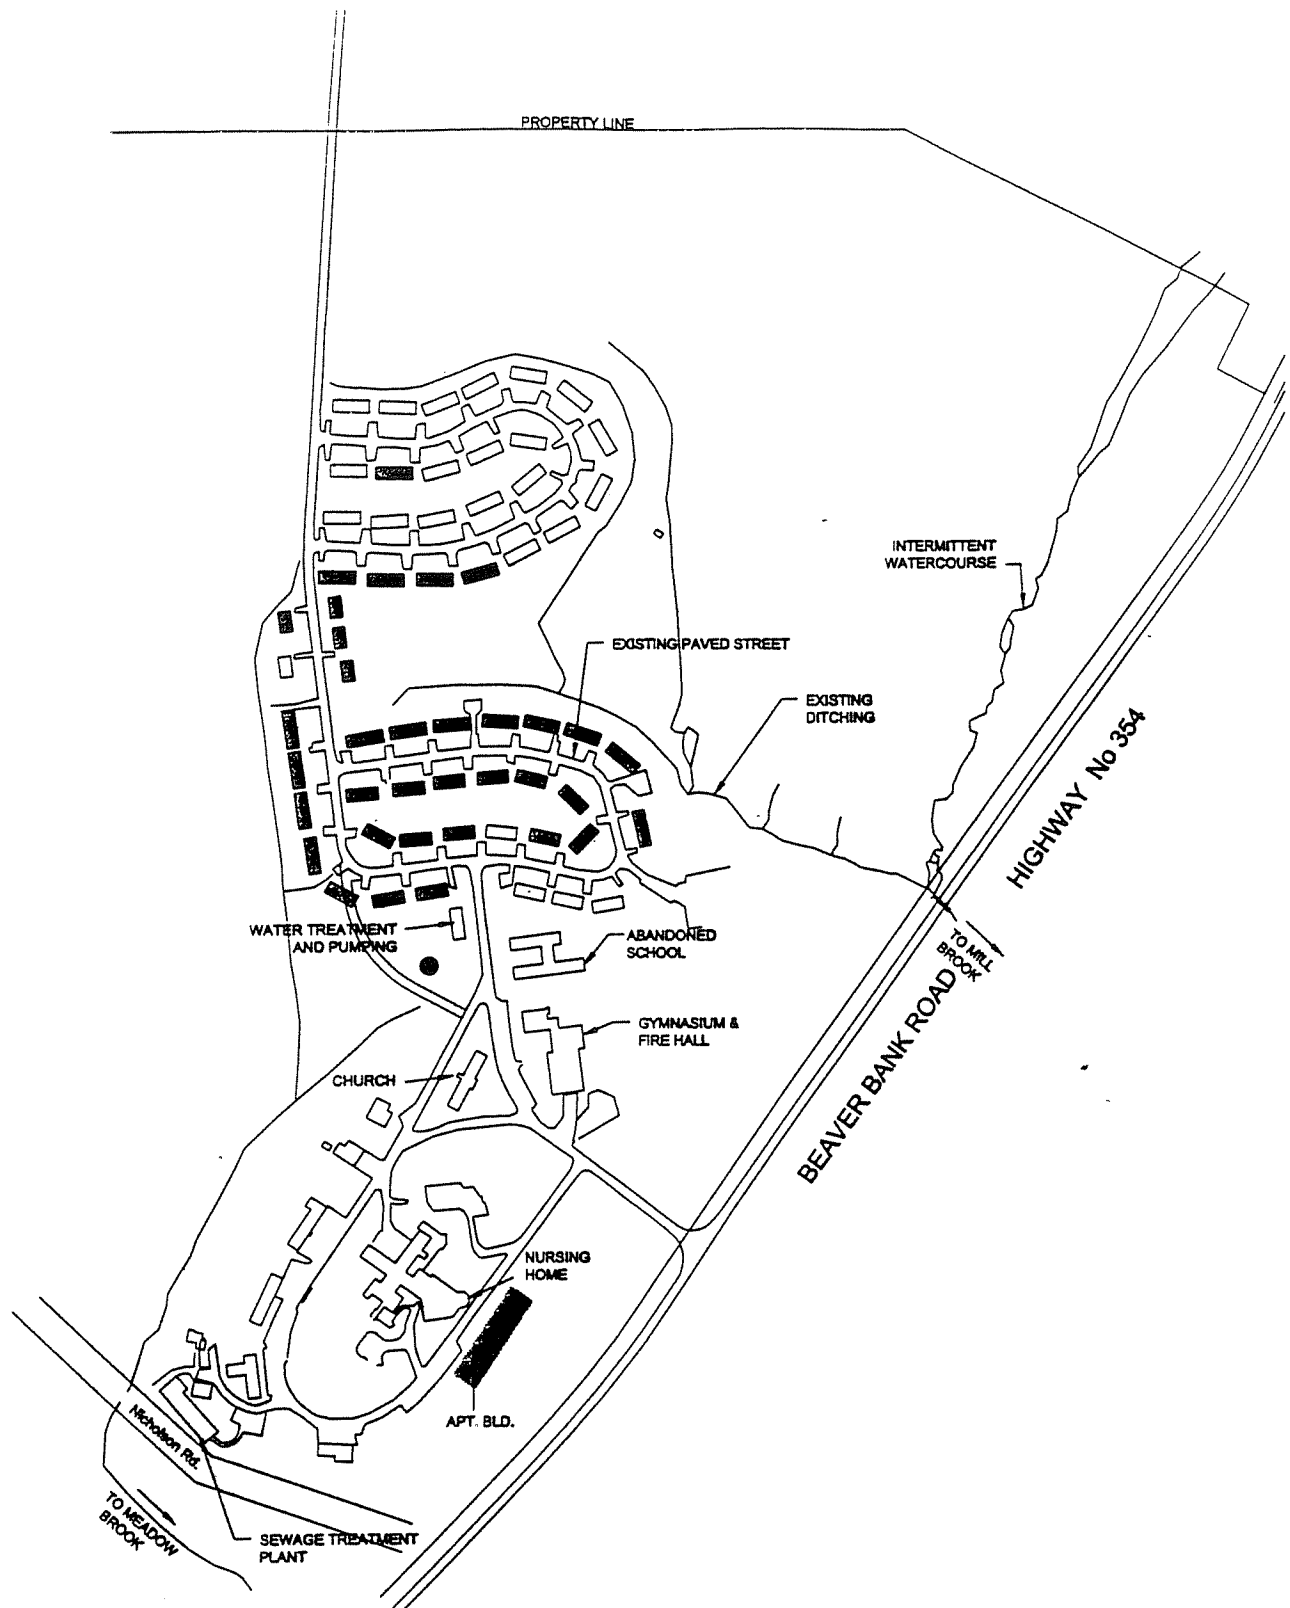 PROPERTY LINE
INTERMITTENT
WATERCOURSE
EXISTING PAVED STREET
EXISTING
DITCHING
HIGHWAY No 354
BEAVER BANK ROAD
TO MILL
BROOK
WATER TREATMENT
AND PUMPING
ABANDONED
SCHOOL
GYMNASIUM &
FIRE HALL
CHURCH
NURSING
HOME
APT. BLD.
Nicholson Rd.
TO MEADOW
BROOK
SEWAGE TREATMENT
PLANT